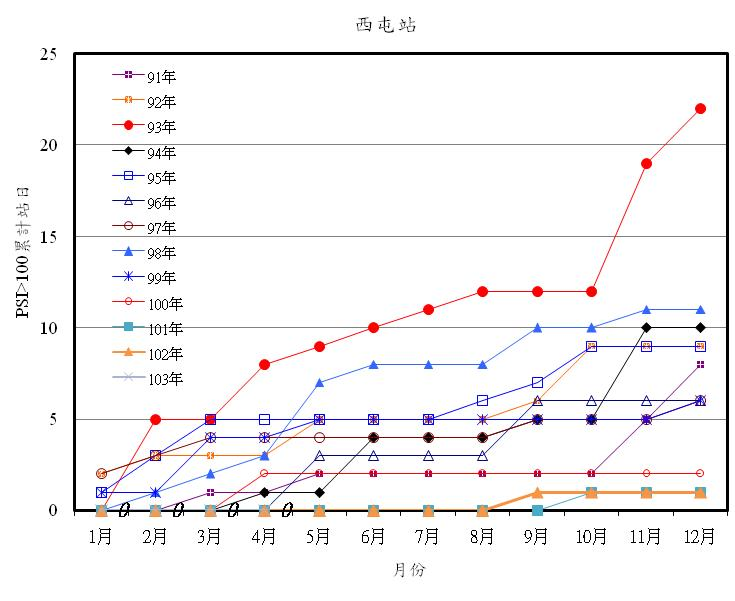 西屯站
25
20
15
10
5
0
PSI>100累計站日
91年
92年
93年
94年
95年
96年
97年
98年
99年
100年
101年
102年
103年
0 0 0 0
1月 2月 3月 4月 5月 6月 7月 8月 9月 10月 11月 12月
月份